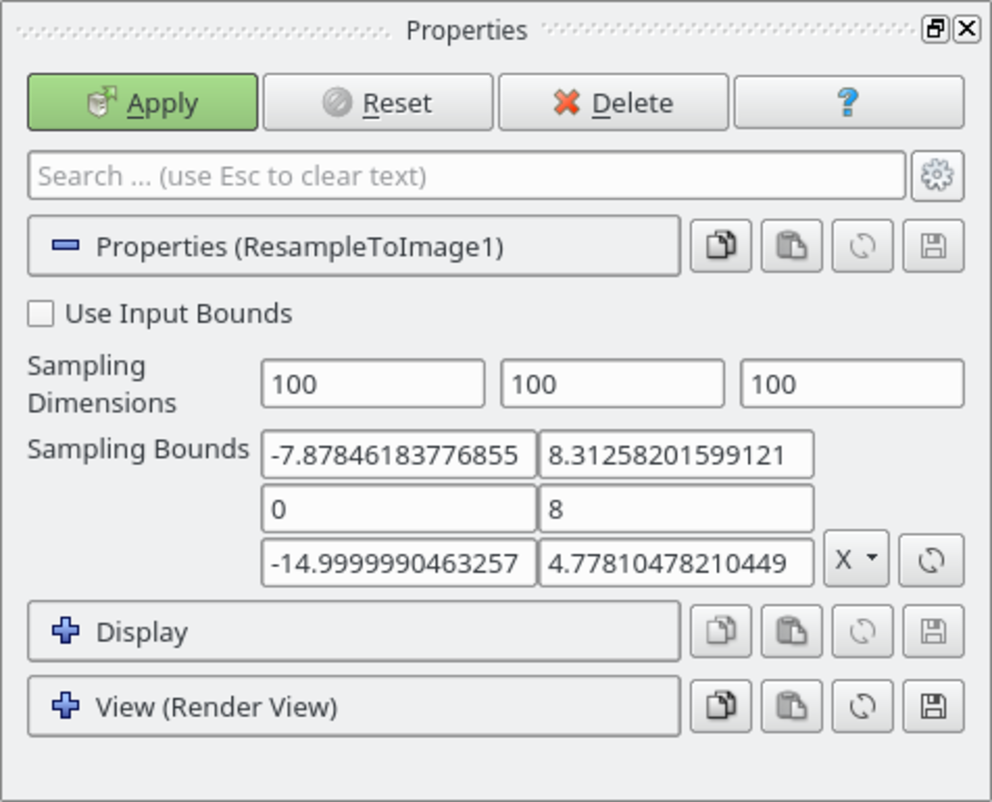 Properties
Apply Reset Delete ?
Search ... (use Esc to clear text)
Properties (ResampleToImage1)
Use Input Bounds
Sampling
Dimensions 100 100 100
Sampling Bounds -7.87846183776855 8.31258201599121
0 8
-14.9999990463257 4.77810478210449 X
Display
View (Render View)